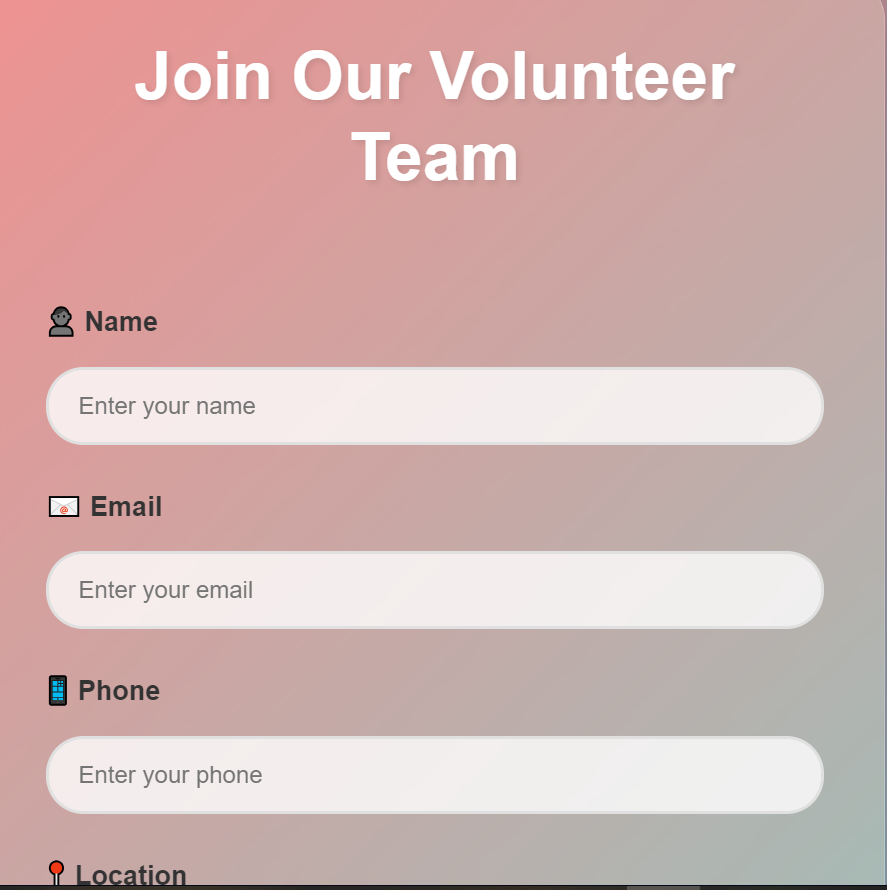 Join Our Volunteer
Team
Name
Enter your name
Email
Enter your email
Phone
Enter your phone
Location